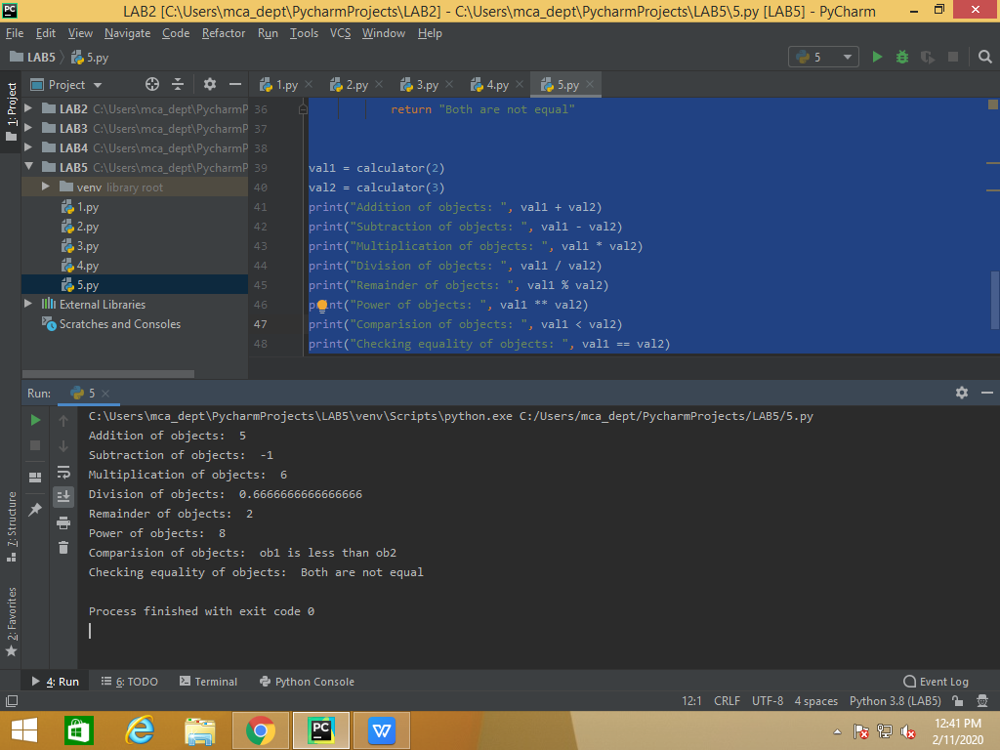 PC LAB2 [C:\Users\mca_dept\PycharmProjects\LAB2] - C:\Users\mca_dept\PycharmProjects\LAB5\5.py [LAB5] - PyCharm
File Edit View Navigate Code Refactor Run Tools VCS Window Help
LAB5 5.py 5
Project 1.py 2.py 3.py 4.py 5.py
1: Project
LAB2 C:\Users\mca_dept\PycharmP
LAB3 C:\Users\mca_dept\PycharmP
LAB4 C:\Users\mca_dept\PycharmP
LAB5 C:\Users\mca_dept\PycharmP
venv library root
1.py
2.py
3.py
4.py
5.py
External Libraries
Scratches and Consoles
36 return "Both are not equal"
37
38
39 val1 = calculator(2)
40 val2 = calculator(3)
41 print("Addition of objects: ", val1 + val2)
42 print("Subtraction of objects: ", val1 - val2)
43 print("Multiplication of objects: ", val1 * val2)
44 print("Division of objects: ", val1 / val2)
45 print("Remainder of objects: ", val1 % val2)
46 print("Power of objects: ", val1 ** val2)
47 print("Comparision of objects: ", val1 < val2)
48 print("Checking equality of objects: ", val1 == val2)
Run: 5
C:\Users\mca_dept\PycharmProjects\LAB5\venv\Scripts\python.exe C:/Users/mca_dept/PycharmProjects/LAB5/5.py
Addition of objects:  5
Subtraction of objects:  -1
Multiplication of objects:  6
Division of objects:  0.6666666666666666
Remainder of objects:  2
Power of objects:  8
Comparision of objects:  ob1 is less than ob2
Checking equality of objects:  Both are not equal
Process finished with exit code 0
7: Structure
2: Favorites
4: Run 6: TODO Terminal Python Console Event Log
12:1 CRLF UTF-8 4 spaces Python 3.8 (LAB5)
PC W
12:41 PM
2/11/2020